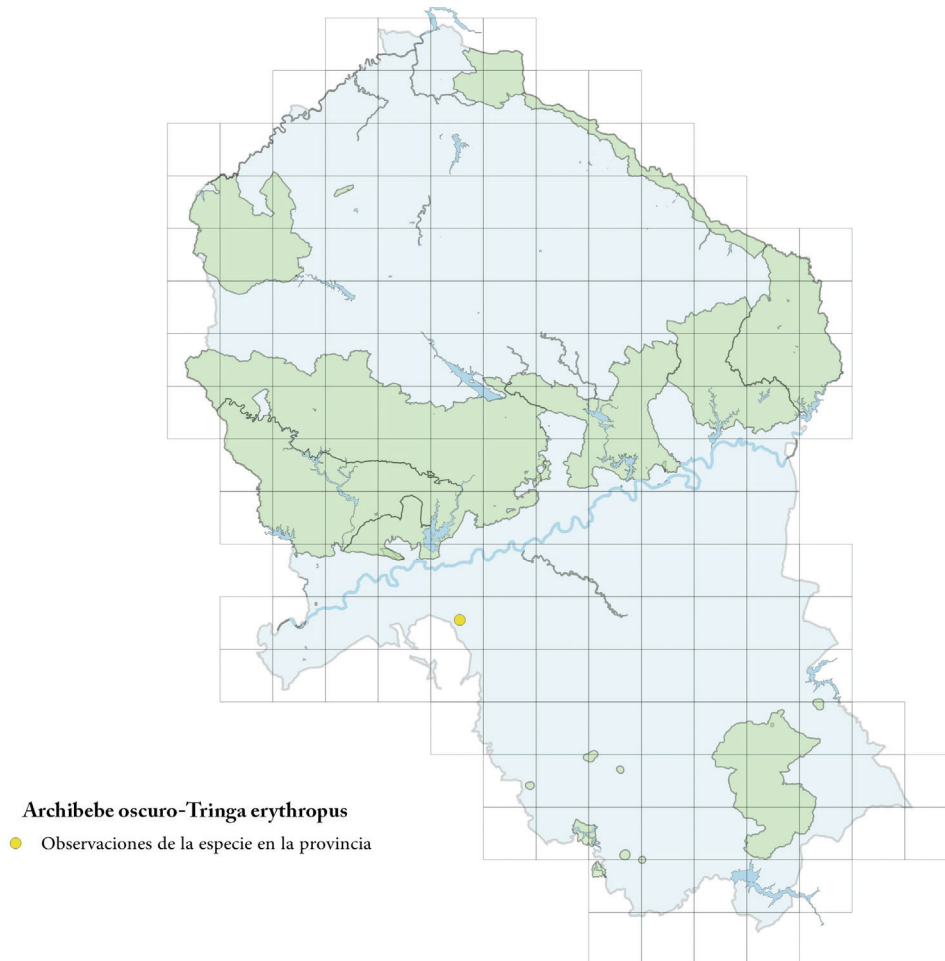 Archibebe oscuro-Tringa erythropus
Observaciones de la especie en la provincia